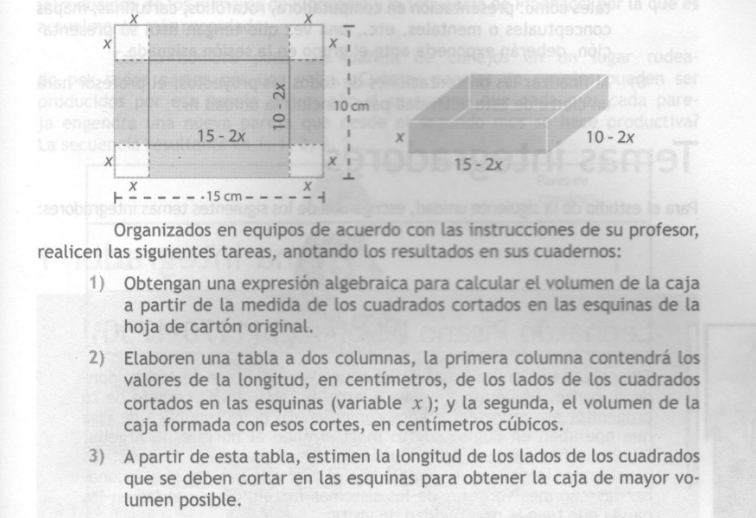 x x
x x
10 - 2x
10 cm
15 - 2x
x x
x x
15 cm
x
10 - 2x
15 - 2x
Organizados en equipos de acuerdo con las instrucciones de su profesor,
realicen las siguientes tareas, anotando los resultados en sus cuadernos:
1) Obtengan una expresión algebraica para calcular el volumen de la caja
a partir de la medida de los cuadrados cortados en las esquinas de la
hoja de cartón original.
2) Elaboren una tabla a dos columnas, la primera columna contendrá los
valores de la longitud, en centímetros, de los lados de los cuadrados
cortados en las esquinas (variable x ); y la segunda, el volumen de la
caja formada con esos cortes, en centímetros cúbicos.
3) A partir de esta tabla, estimen la longitud de los lados de los cuadrados
que se deben cortar en las esquinas para obtener la caja de mayor vo-
lumen posible.